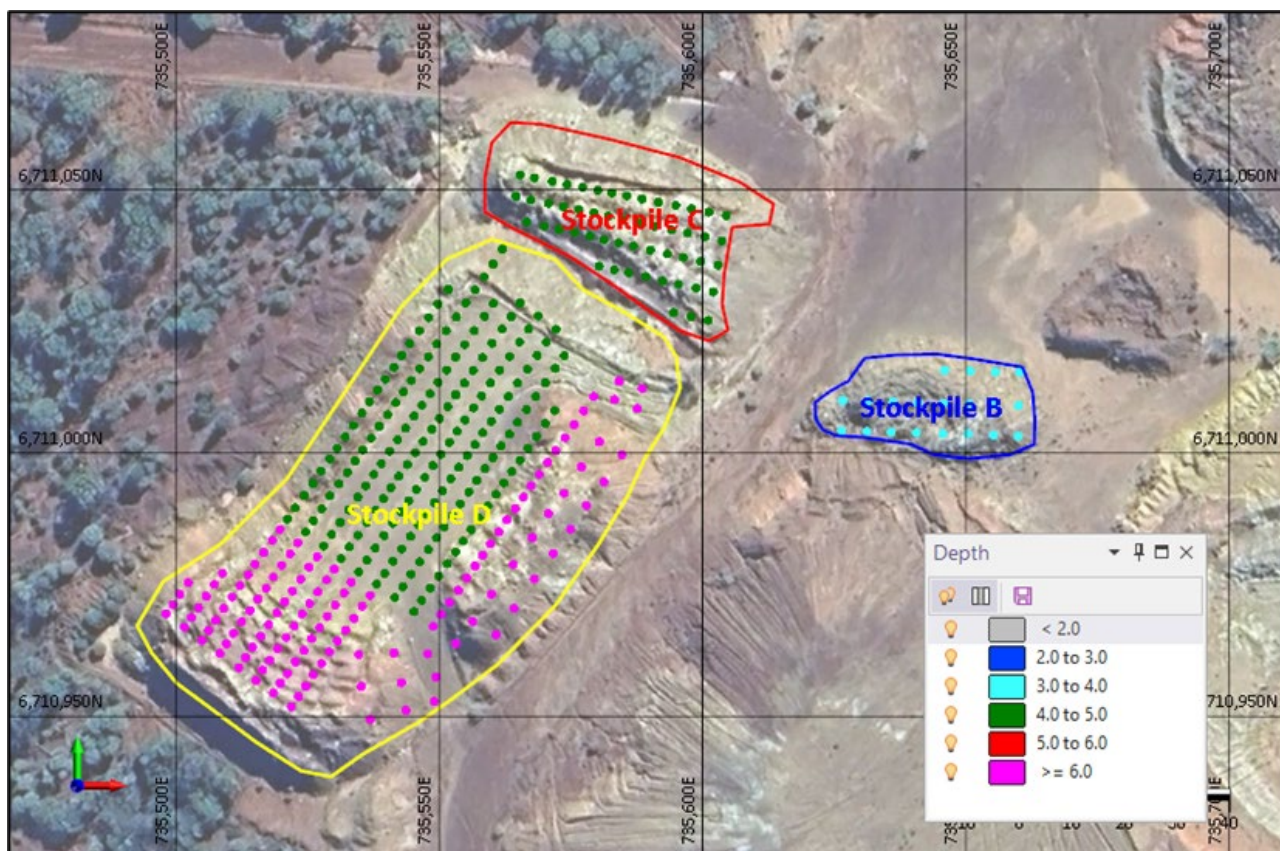 735,500E
735,550E
735,600E
735,650E
735,700E
6,711,050N
6,711,050N
Stockpile C
Stockpile B
6,711,000N
6,711,000N
Stockpile D
Depth
< 2.0
2.0 to 3.0
3.0 to 4.0
4.0 to 5.0
5.0 to 6.0
>= 6.0
6,710,950N
710,950N
735,500E
735,550E
735,600E